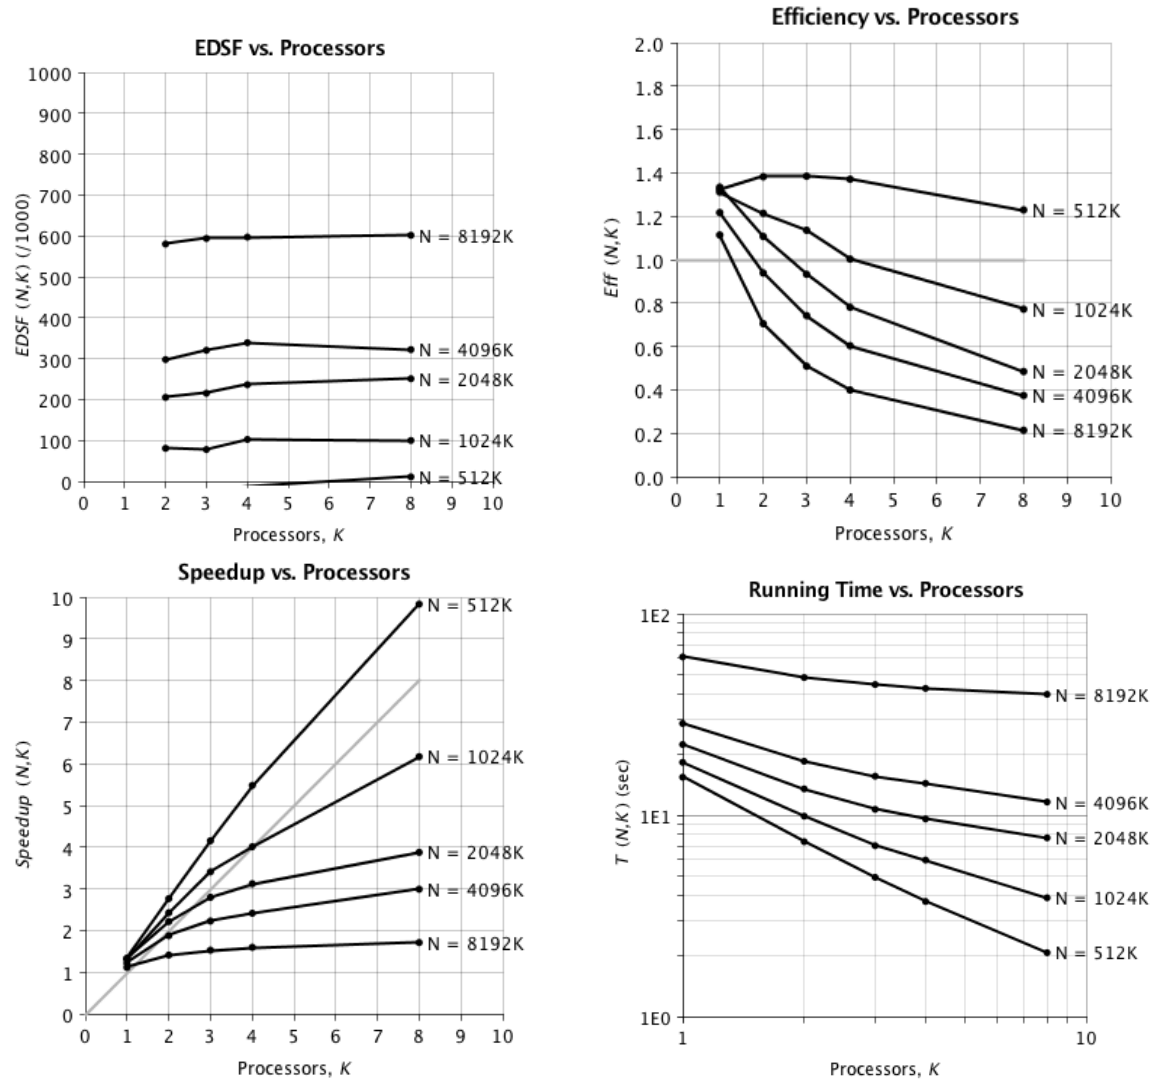 EDSF vs. Processors
EDSF (N,K) (/1000)
1000
900
800
700
600
500
400
300
200
100
0
N = 8192K
N = 4096K
N = 2048K
N = 1024K
N = 512K
0 1 2 3 4 5 6 7 8 9 10
Processors, K
Efficiency vs. Processors
Eff (N,K)
2.0
1.8
1.6
1.4
1.2
1.0
0.8
0.6
0.4
0.2
0.0
N = 512K
N = 1024K
N = 2048K
N = 4096K
N = 8192K
0 1 2 3 4 5 6 7 8 9 10
Processors, K
Speedup vs. Processors
Speedup (N,K)
10
9
8
7
6
5
4
3
2
1
0
N = 512K
N = 1024K
N = 2048K
N = 4096K
N = 8192K
0 1 2 3 4 5 6 7 8 9 10
Processors, K
Running Time vs. Processors
T (N,K) (sec)
1E2
1E1
1E0
N = 8192K
N = 4096K
N = 2048K
N = 1024K
N = 512K
1 10
Processors, K